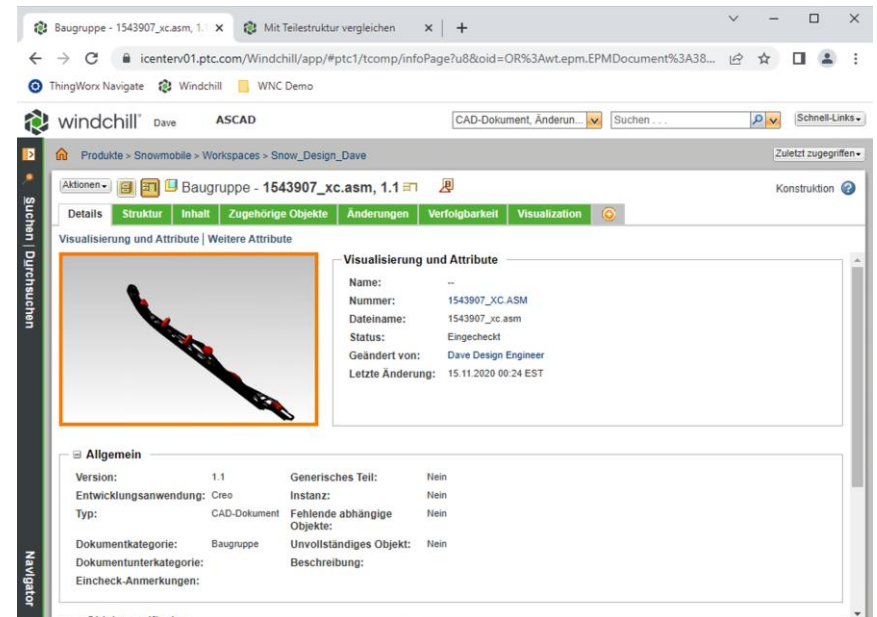 Baugruppe - 1543907_xc.asm, 1.1
Mit Teilestruktur vergleichen
icenterv01.ptc.com/Windchill/app/#ptc1/tcomp/infoPage?u8&oid=OR%3Awt.epm.EPMDocument%3A38...
ThingWorx Navigate Windchill WNC Demo
windchill Dave ASCAD CAD-Dokument, Änderun... Suchen . . . Schnell-Links
Produkte > Snowmobile > Workspaces > Snow_Design_Dave Zuletzt zugegriffen
Aktionen Baugruppe - 1543907_xc.asm, 1.1 Konstruktion
Details Struktur Inhalt Zugehörige Objekte Änderungen Verfolgbarkeit Visualization
Visualisierung und Attribute | Weitere Attribute
Suchen | Durchsuchen
Navigator
Visualisierung und Attribute
Name: --
Nummer: 1543907_XC.ASM
Dateiname: 1543907_xc.asm
Status: Eingecheckt
Geändert von: Dave Design Engineer
Letzte Änderung: 15.11.2020 00:24 EST
Allgemein
Version: 1.1 Generisches Teil: Nein
Entwicklungsanwendung: Creo Instanz: Nein
Typ: CAD-Dokument Fehlende abhängige Nein
Objekte:
Dokumentkategorie: Baugruppe Unvollständiges Objekt: Nein
Dokumentunterkategorie: Beschreibung:
Eincheck-Anmerkungen: